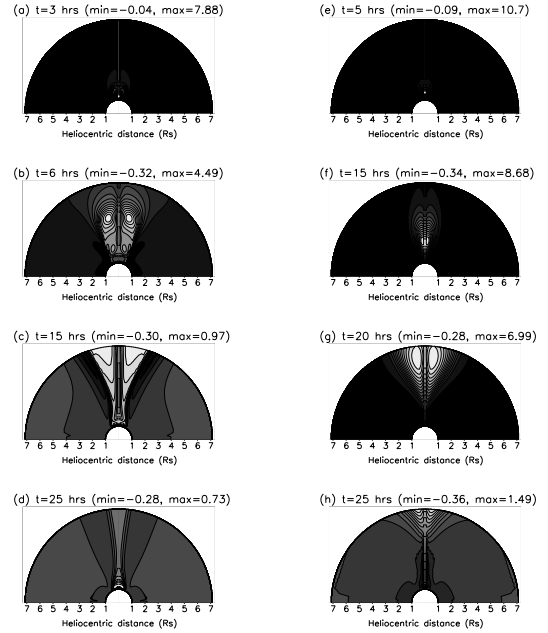 (a) t=3 hrs (min=−0.04, max=7.88)
7 6 5 4 3 2 1 1 2 3 4 5 6 7
Heliocentric distance (Rs)
(e) t=5 hrs (min=−0.09, max=10.7)
7 6 5 4 3 2 1 1 2 3 4 5 6 7
Heliocentric distance (Rs)
(b) t=6 hrs (min=−0.32, max=4.49)
7 6 5 4 3 2 1 1 2 3 4 5 6 7
Heliocentric distance (Rs)
(f) t=15 hrs (min=−0.34, max=8.68)
7 6 5 4 3 2 1 1 2 3 4 5 6 7
Heliocentric distance (Rs)
(c) t=15 hrs (min=−0.30, max=0.97)
7 6 5 4 3 2 1 1 2 3 4 5 6 7
Heliocentric distance (Rs)
(g) t=20 hrs (min=−0.28, max=6.99)
7 6 5 4 3 2 1 1 2 3 4 5 6 7
Heliocentric distance (Rs)
(d) t=25 hrs (min=−0.28, max=0.73)
7 6 5 4 3 2 1 1 2 3 4 5 6 7
Heliocentric distance (Rs)
(h) t=25 hrs (min=−0.36, max=1.49)
7 6 5 4 3 2 1 1 2 3 4 5 6 7
Heliocentric distance (Rs)